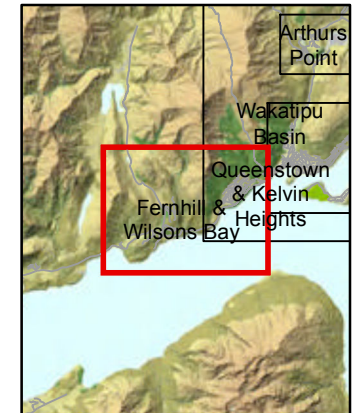 Arthurs
Point
Wakatipu
Basin
Queenstown
& Kelvin
Heights
Fernhill &
Wilsons Bay